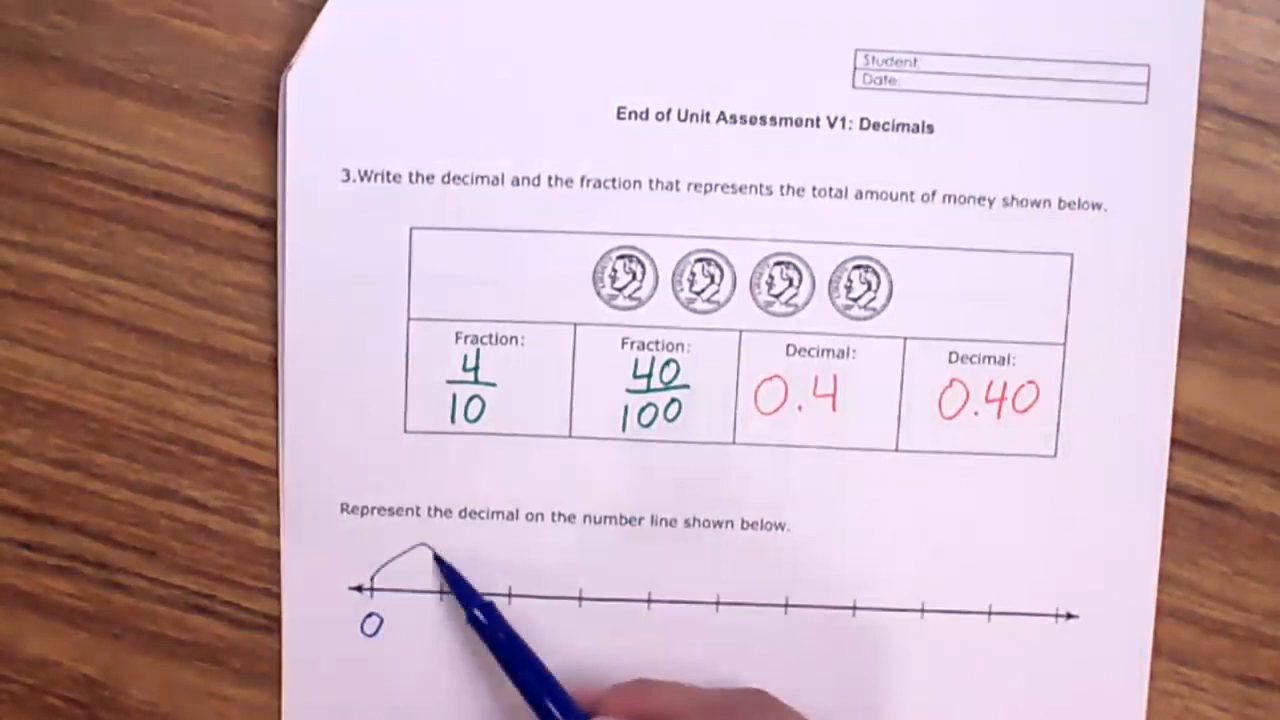 Student:
Date:
End of Unit Assessment V1: Decimals
3.Write the decimal and the fraction that represents the total amount of money shown below.
Fraction: Fraction: Decimal: Decimal:
4/10 40/100 0.4 0.40
Represent the decimal on the number line shown below.
0